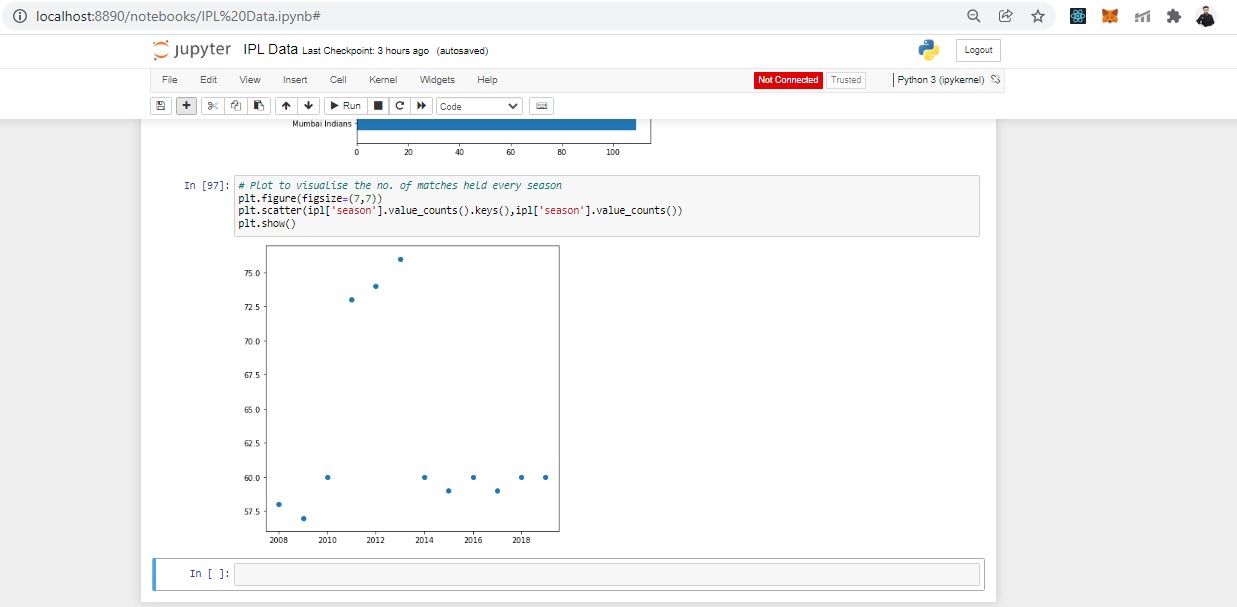 localhost:8890/notebooks/IPL%20Data.ipynb#
jupyter IPL Data Last Checkpoint: 3 hours ago (autosaved)
Logout
File Edit View Insert Cell Kernel Widgets Help
Not Connected Trusted Python 3 (ipykernel)
Run Code
Mumbai Indians
0 20 40 60 80 100
In [97]: # Plot to visualise the no. of matches held every season
plt.figure(figsize=(7,7))
plt.scatter(ipl['season'].value_counts().keys(),ipl['season'].value_counts())
plt.show()
75.0
72.5
70.0
67.5
65.0
62.5
60.0
57.5
2008 2010 2012 2014 2016 2018
In [ ]: